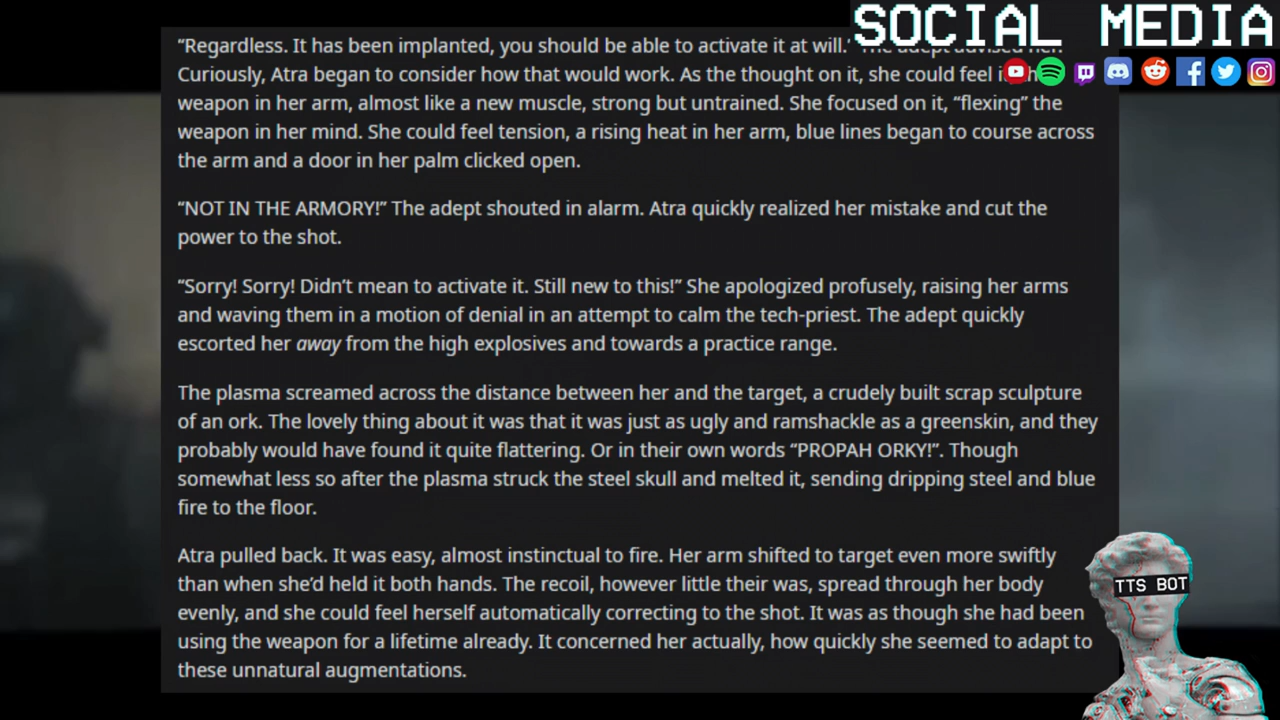 SOCIAL MEDIA
“Regardless. It has been implanted, you should be able to activate it at will.’
Curiously, Atra began to consider how that would work. As the thought on it, she could feel
weapon in her arm, almost like a new muscle, strong but untrained. She focused on it, “flexing” the
weapon in her mind. She could feel tension, a rising heat in her arm, blue lines began to course across
the arm and a door in her palm clicked open.
“NOT IN THE ARMORY!” The adept shouted in alarm. Atra quickly realized her mistake and cut the
power to the shot.
“Sorry! Sorry! Didn’t mean to activate it. Still new to this!” She apologized profusely, raising her arms
and waving them in a motion of denial in an attempt to calm the tech-priest. The adept quickly
escorted her away from the high explosives and towards a practice range.
The plasma screamed across the distance between her and the target, a crudely built scrap sculpture
of an ork. The lovely thing about it was that it was just as ugly and ramshackle as a greenskin, and they
probably would have found it quite flattering. Or in their own words “PROPAH ORKY!”. Though
somewhat less so after the plasma struck the steel skull and melted it, sending dripping steel and blue
fire to the floor.
Atra pulled back. It was easy, almost instinctual to fire. Her arm shifted to target even more swiftly
than when she’d held it both hands. The recoil, however little their was, spread through her body
evenly, and she could feel herself automatically correcting to the shot. It was as though she had been
using the weapon for a lifetime already. It concerned her actually, how quickly she seemed to adapt to
these unnatural augmentations.
TTS BOT